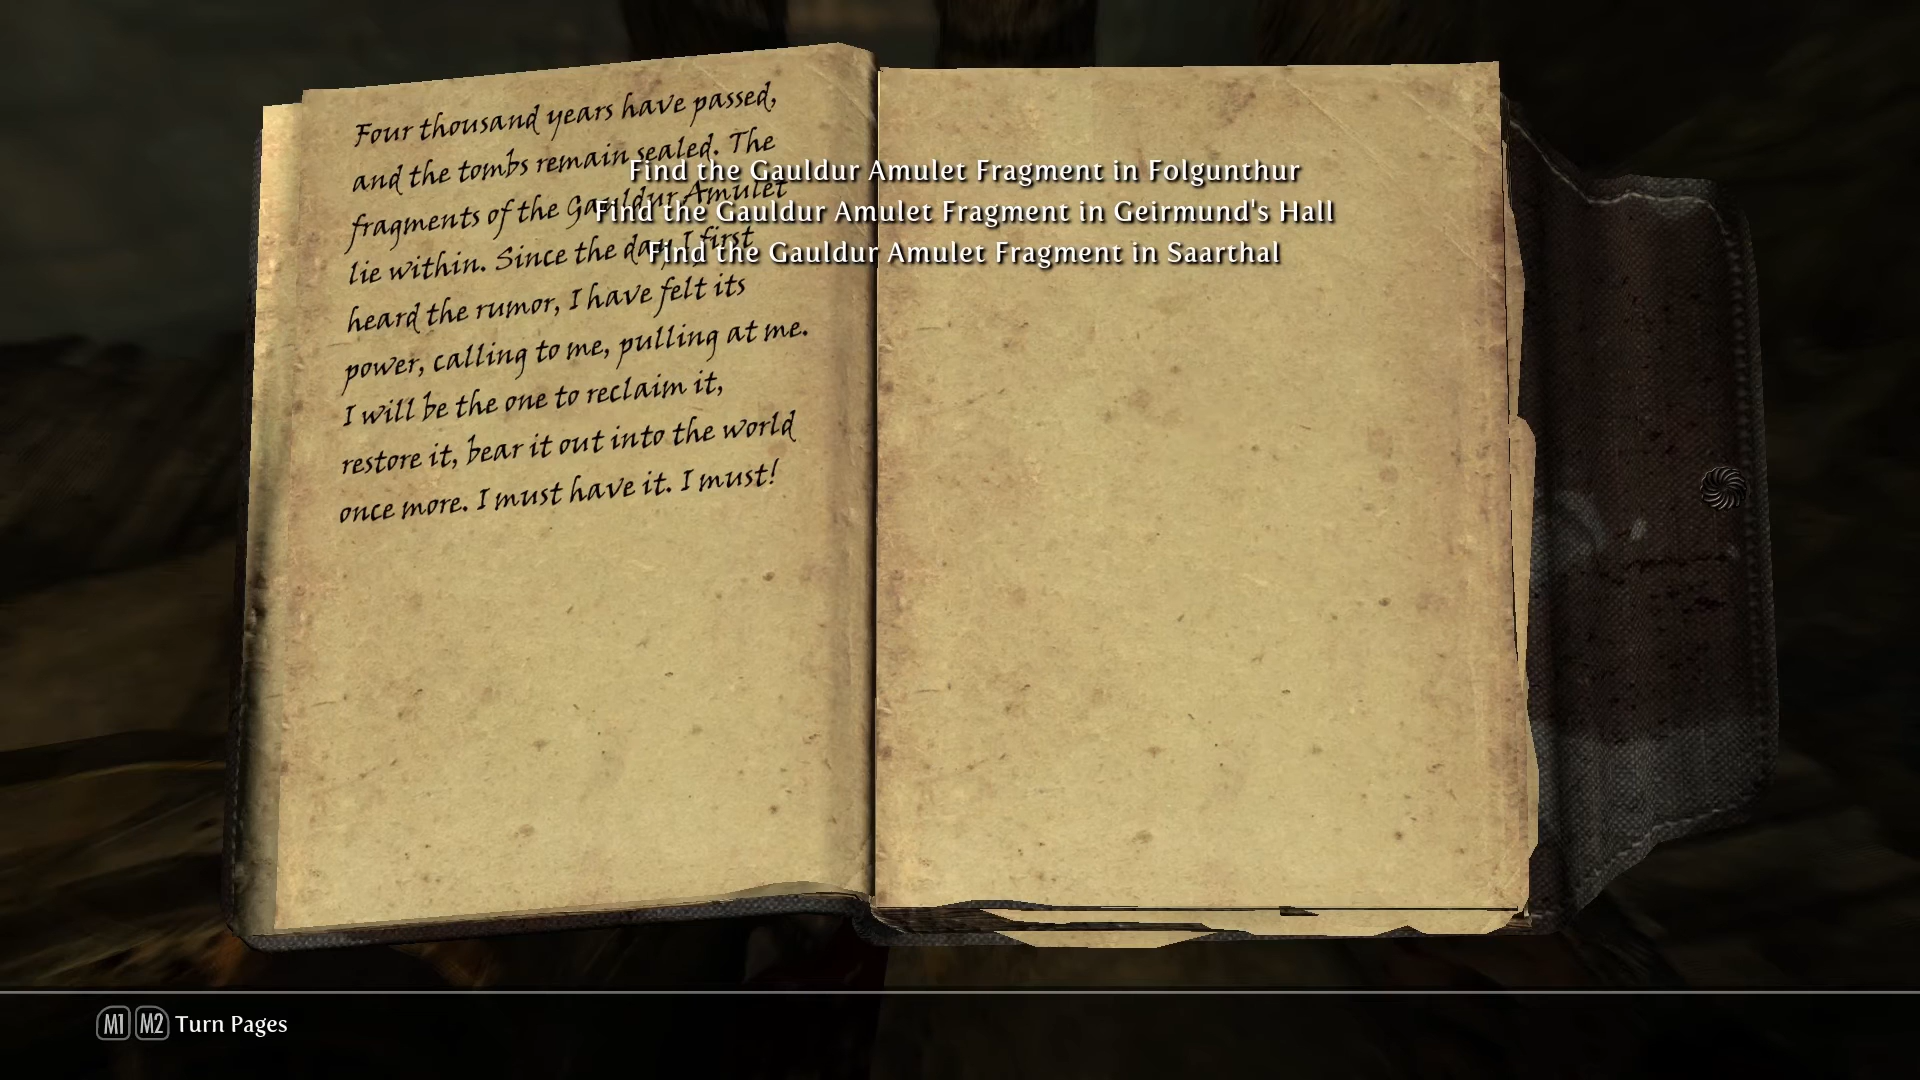 Four thousand years have passed,
and the tombs remain sealed. The
fragments of the Gauldur Amulet
lie within. Since the day I first
heard the rumor, I have felt its
power, calling to me, pulling at me.
I will be the one to reclaim it,
restore it, bear it out into the world
once more. I must have it. I must!
Find the Gauldur Amulet Fragment in Folgunthur
Find the Gauldur Amulet Fragment in Geirmund's Hall
Find the Gauldur Amulet Fragment in Saarthal
M1 M2 Turn Pages